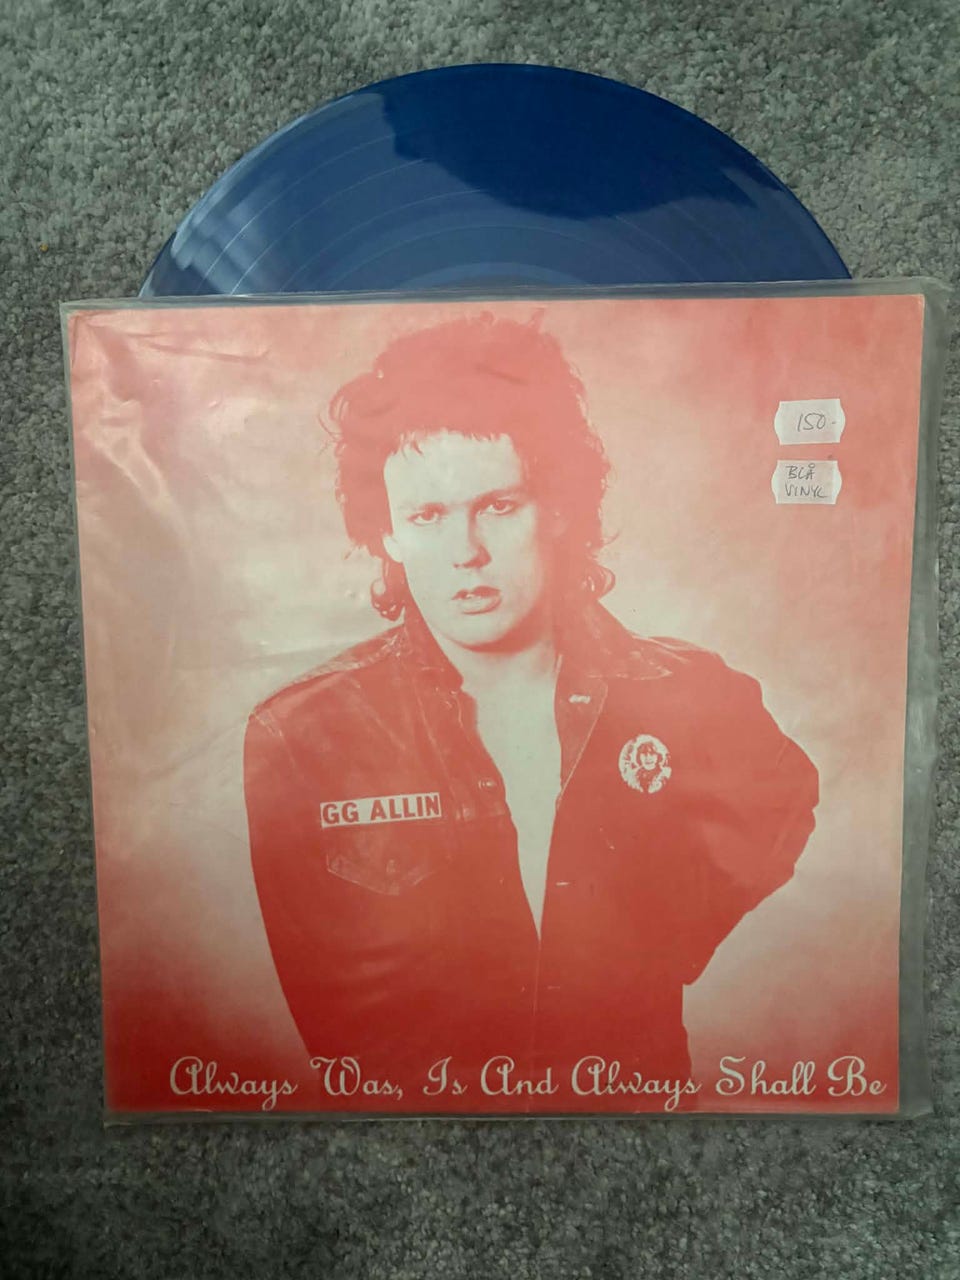 150-
BLÅ
VINYL
GG ALLIN
Always Was, Is And Always Shall Be